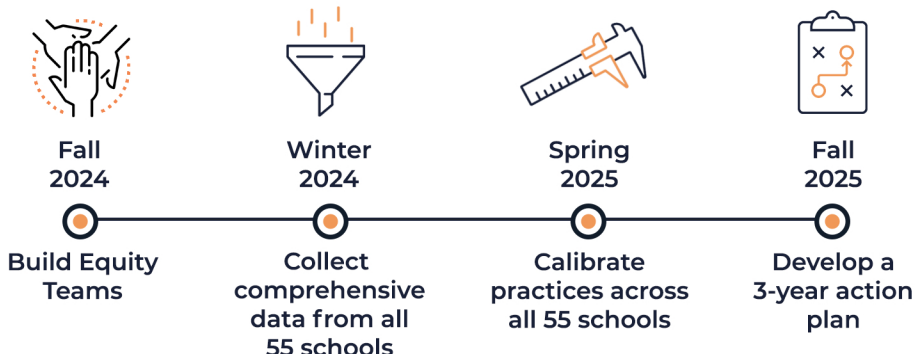 Fall
2024
Build Equity
Teams
Winter
2024
Collect
comprehensive
data from all
55 schools
Spring
2025
Calibrate
practices across
all 55 schools
Fall
2025
Develop a
3-year action
plan